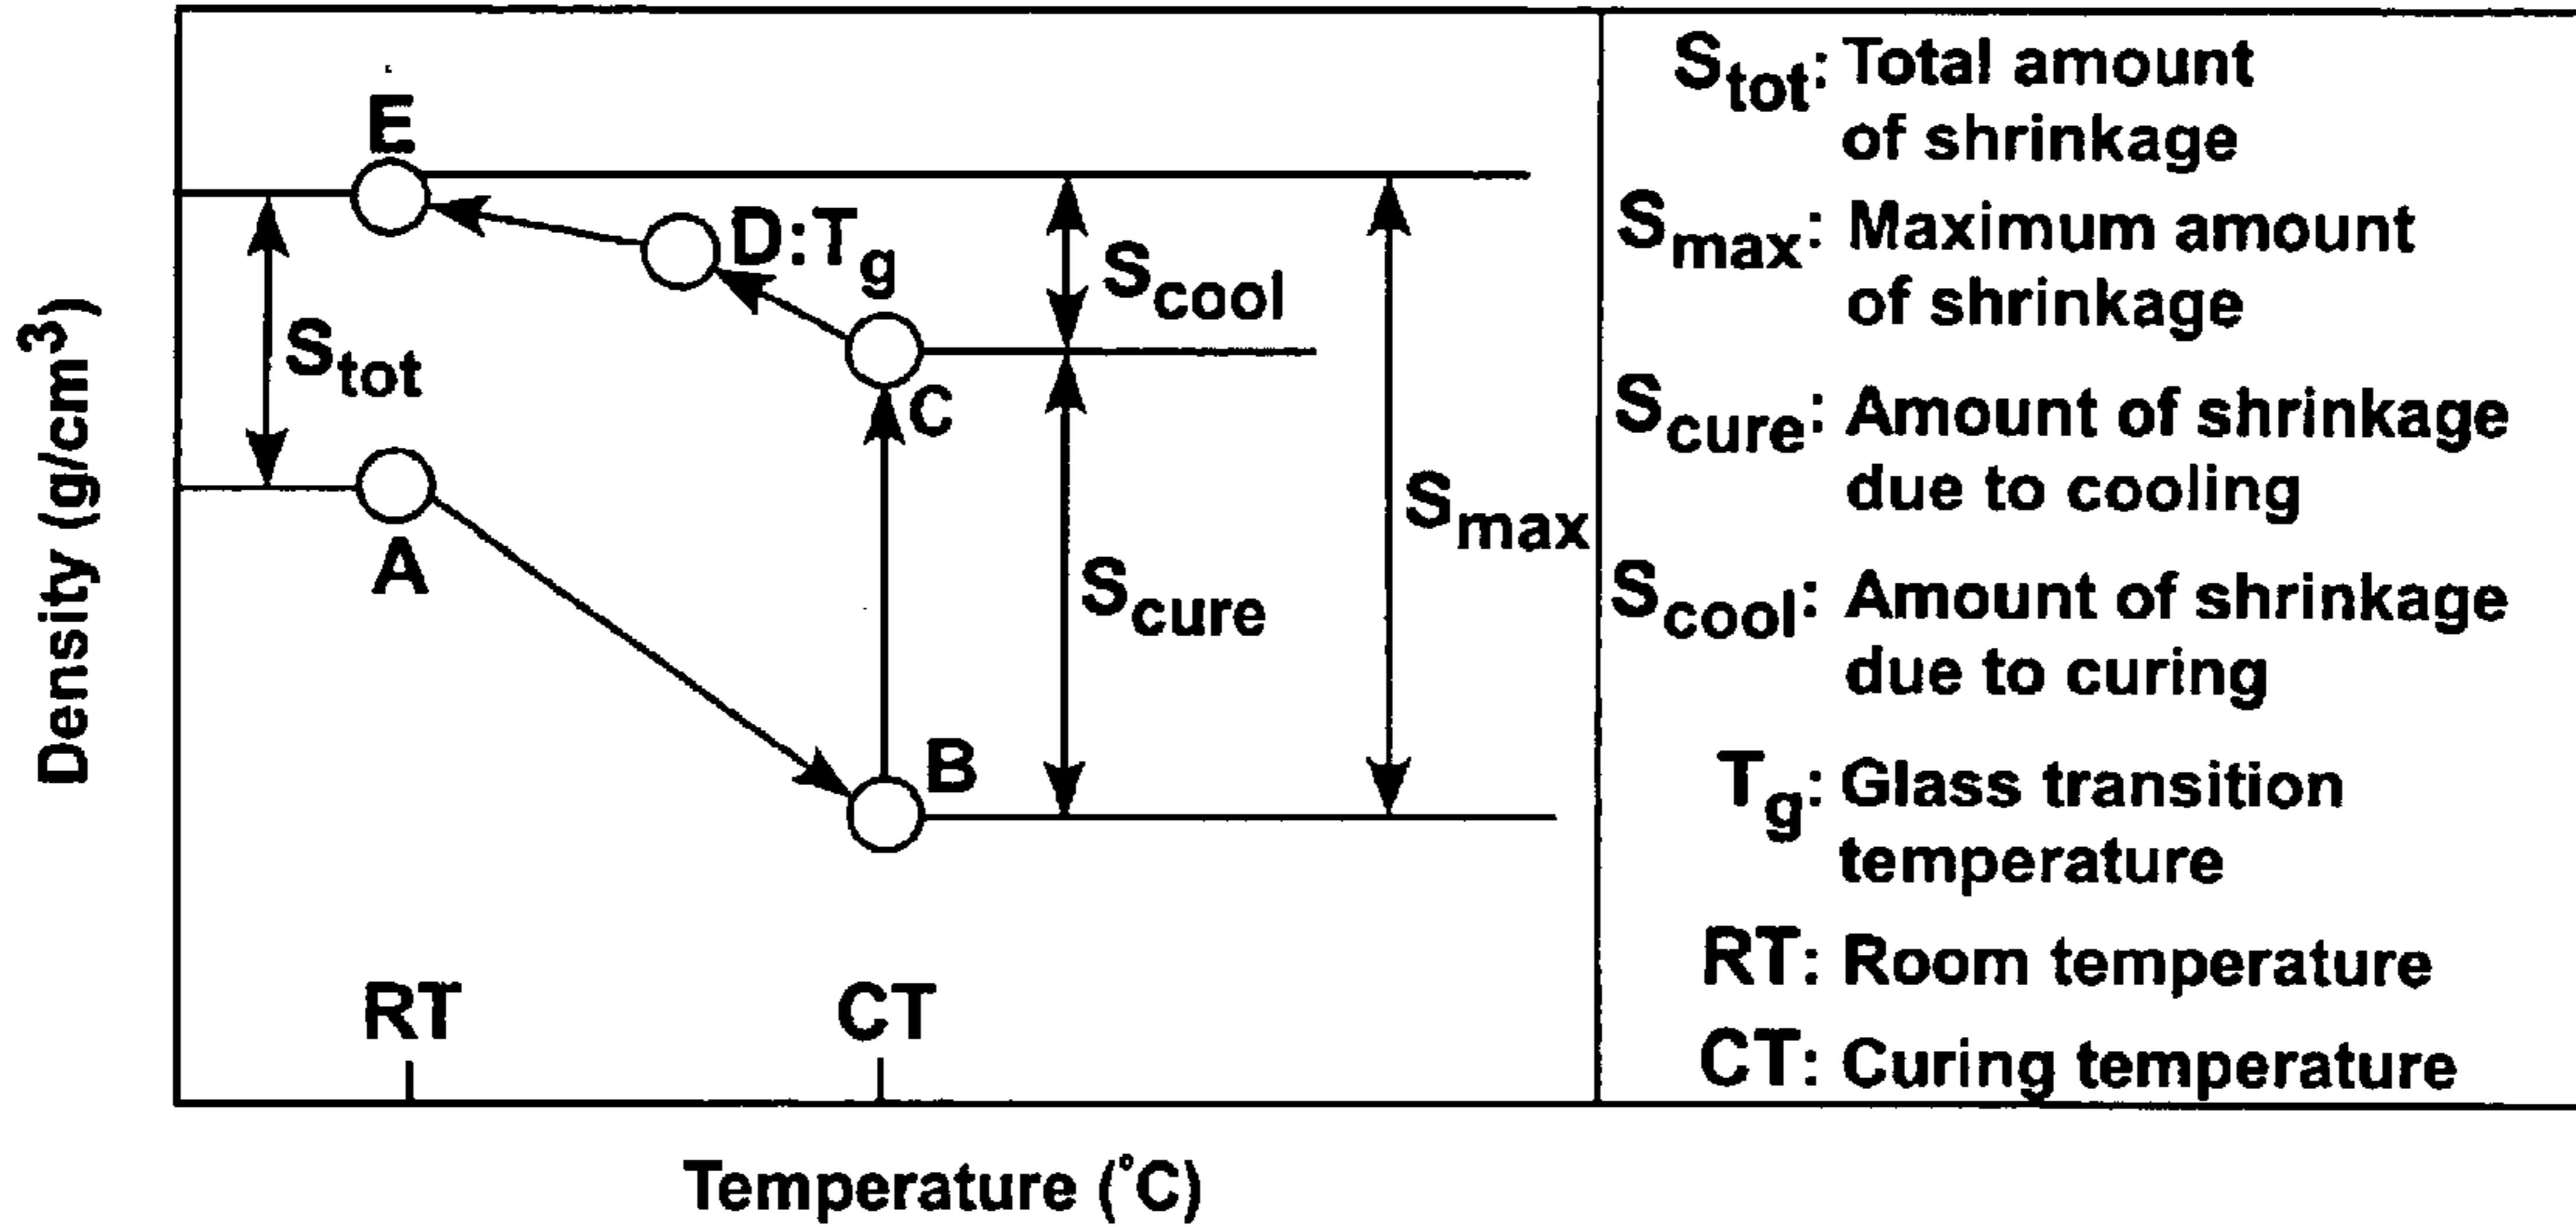 E
D:Tg
Scool
Stot
C
A
Smax
Scure
B
RT
CT
Density (g/cm³)
Temperature (°C)
Stot: Total amount
of shrinkage
Smax: Maximum amount
of shrinkage
Scure: Amount of shrinkage
due to cooling
Scool: Amount of shrinkage
due to curing
Tg: Glass transition
temperature
RT: Room temperature
CT: Curing temperature